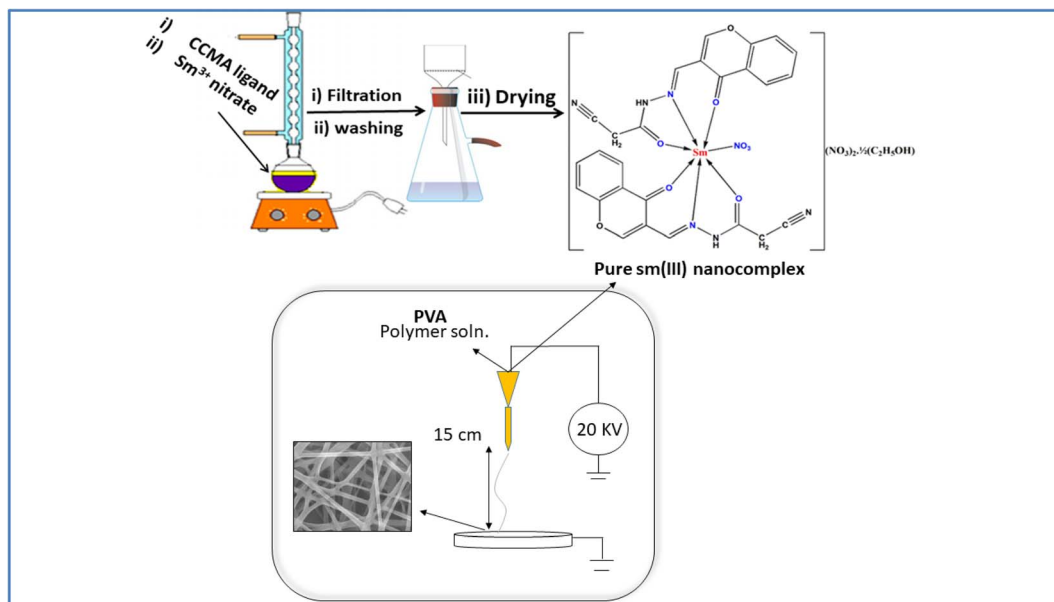 i) CCMA ligand
ii) Sm³⁺ nitrate
i) Filtration
ii) washing
iii) Drying
O
N
HN
N
O
N
C
C
H₂
O
Sm
NO₃
(NO₃)₂.½(C₂H₅OH)
O
O
O
N
N
H
C
H₂
C
N
Pure sm(III) nanocomplex
PVA
Polymer soln.
15 cm
20 KV